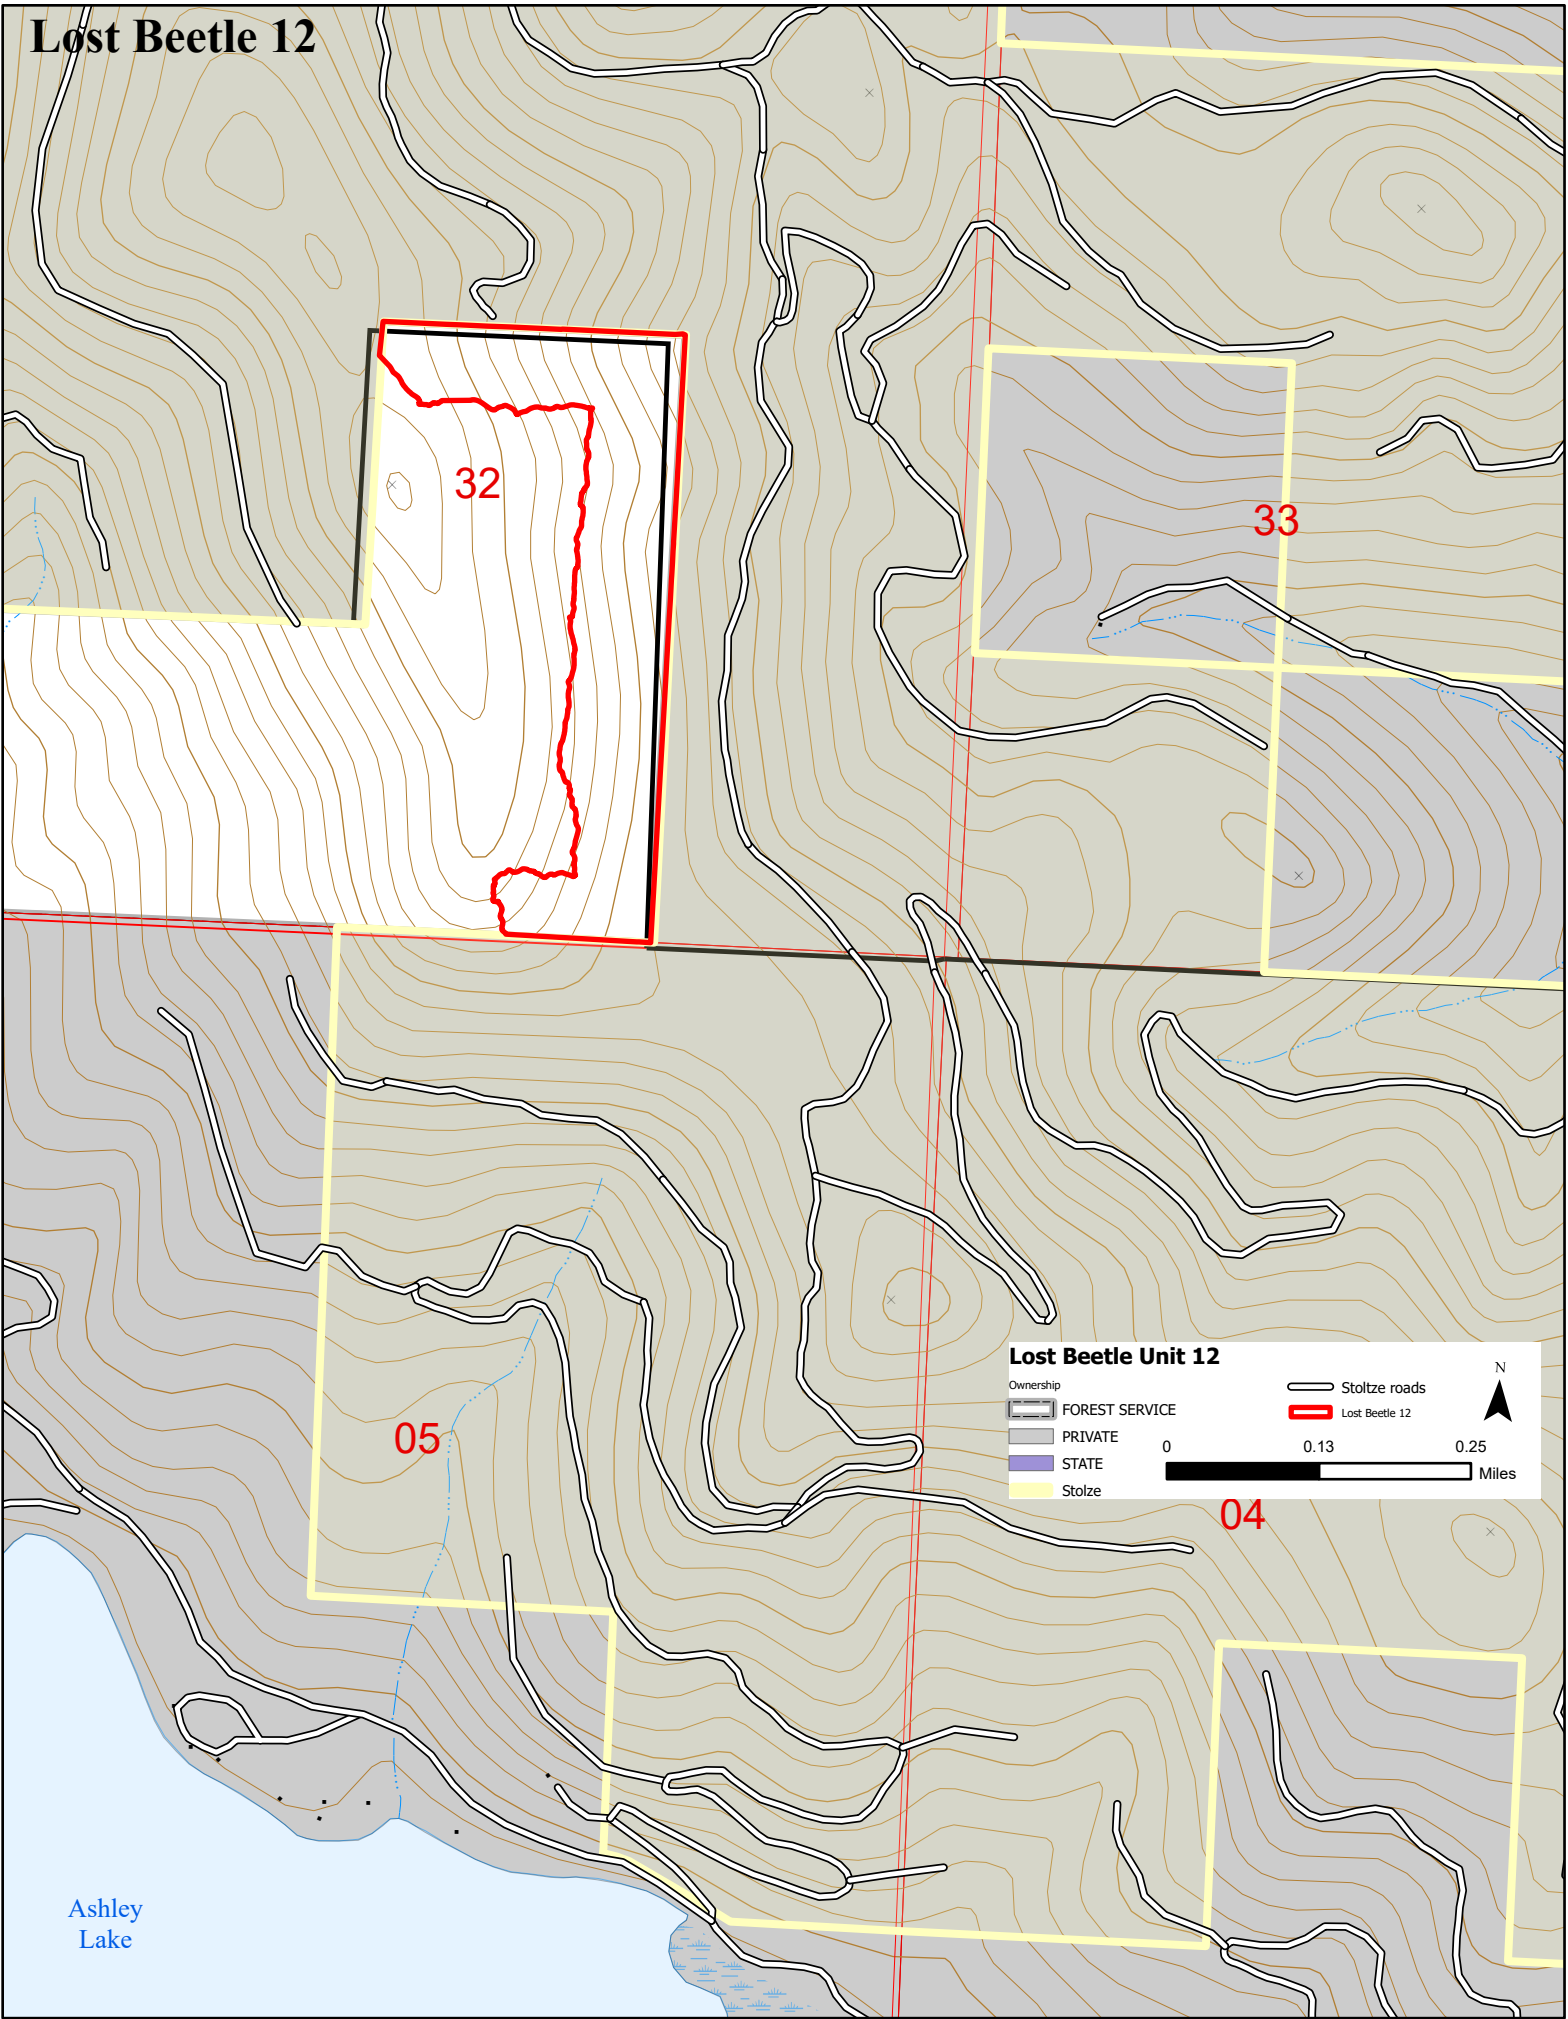 Lost Beetle 12
32
33
Lost Beetle Unit 12
Ownership
FOREST SERVICE
PRIVATE
STATE
Stolze
Stoltze roads
Lost Beetle 12
N
0 0.13 0.25
Miles
05
04
Ashley
Lake